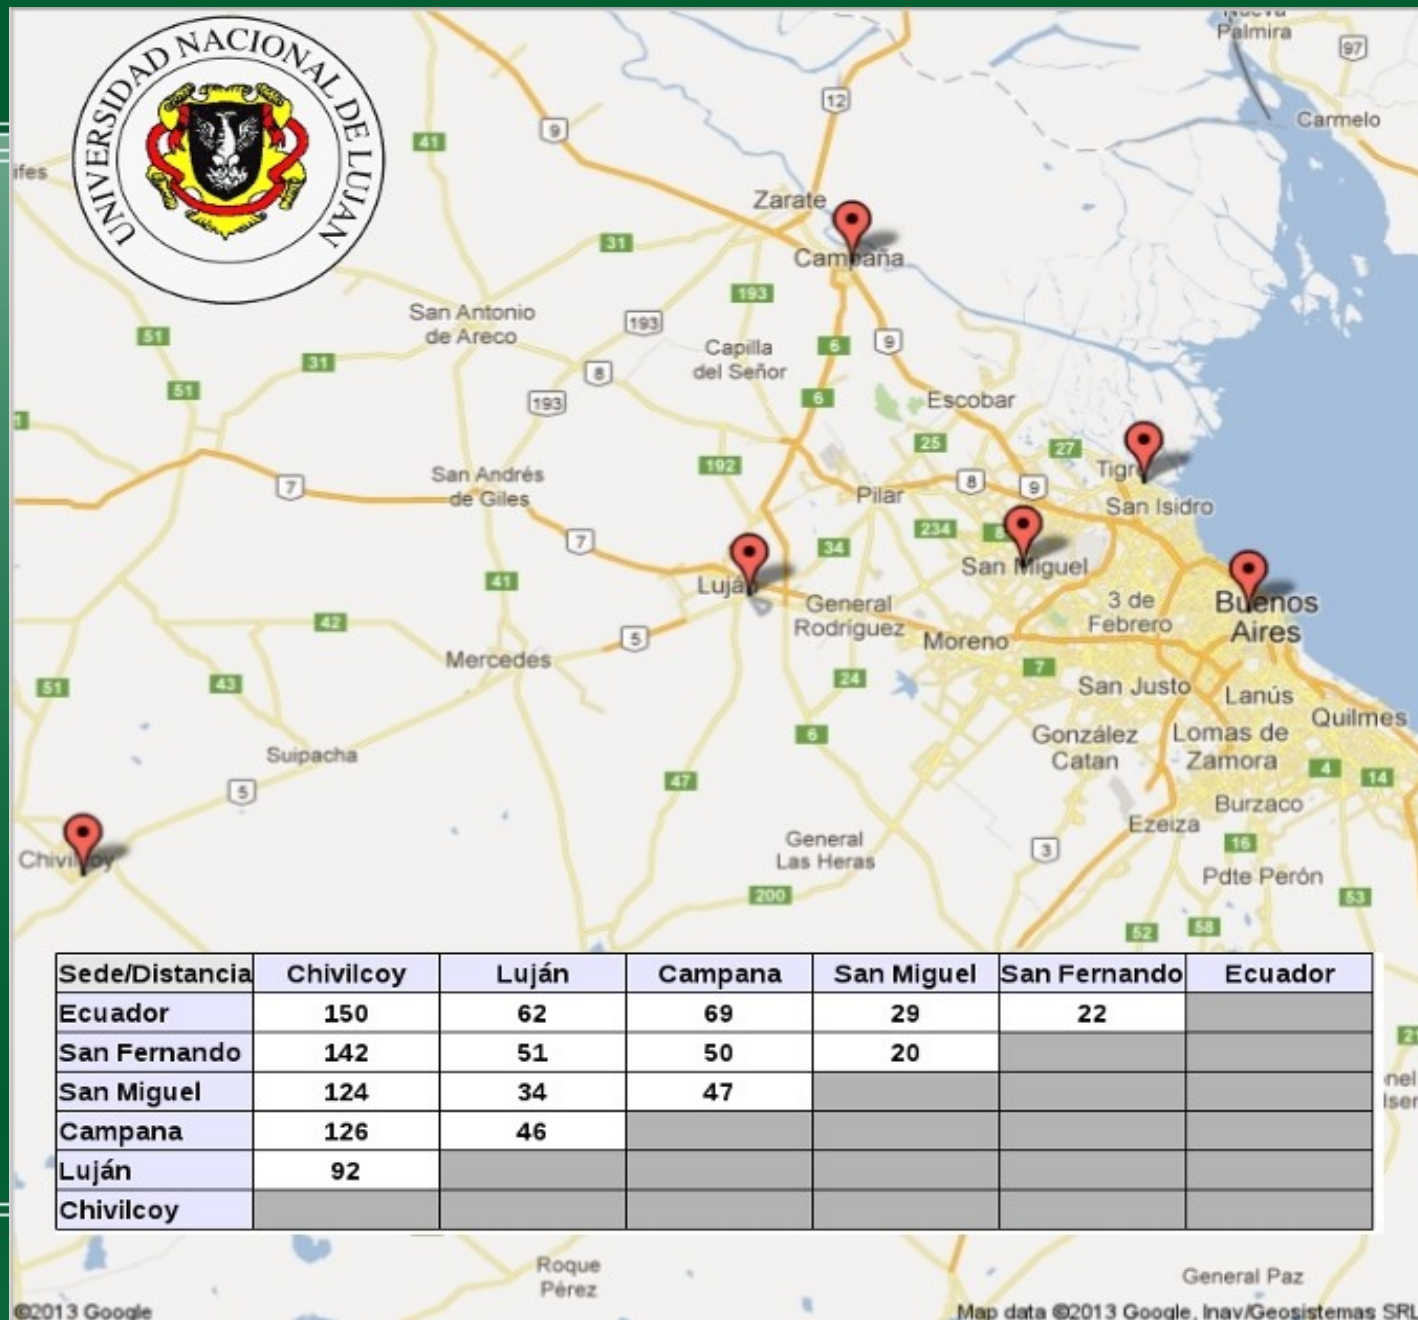 UNIVERSIDAD NACIONAL DE LUJAN
Nueva
Palmira
97
12
Carmelo
9
41
ifes
Zarate
31
Campana
193
San Antonio
de Areco
193
51
Capilla
del Señor
6
9
31
8
51
193
6
Escobar
1
25
27
192
San Andrés
de Giles
Tigre
7
8
9
Pilar
San Isidro
234
8
7
34
San Miguel
Luján
41
General
Rodríguez
3 de
Febrero
Buenos
Aires
42
5
Moreno
Mercedes
7
51
43
24
San Justo
Lanús
Quilmes
6
González
Catan
Lomas de
Zamora
Suipacha
4
14
47
5
Burzaco
Ezeiza
General
Las Heras
3
16
Chivilcoy
Pdte Perón
200
53
52
58
Sede/Distancia Chivilcoy Luján Campana San Miguel San Fernando Ecuador
Ecuador 150 62 69 29 22
San Fernando 142 51 50 20
San Miguel 124 34 47
Campana 126 46
Luján 92
Chivilcoy
Roque
Pérez
General Paz
©2013 Google
Map data ©2013 Google, Inav/Geosistemas SRL